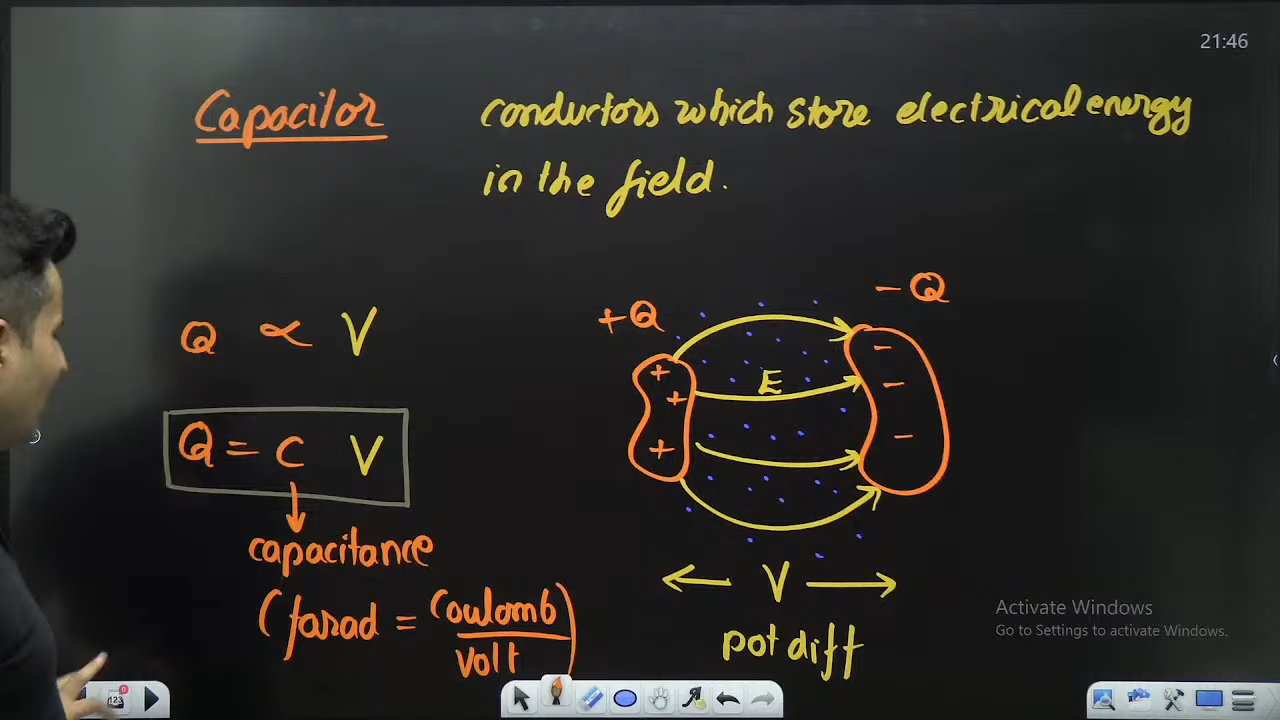 21:46
Capacitor
conductors which store electrical energy
in the field.
Q ∝ V
Q = C V
capacitance
(farad = Coulomb/volt)
+Q
- Q
+
+
+
-
-
-
E
V
pot diff
Activate Windows
Go to Settings to activate Windows.
123